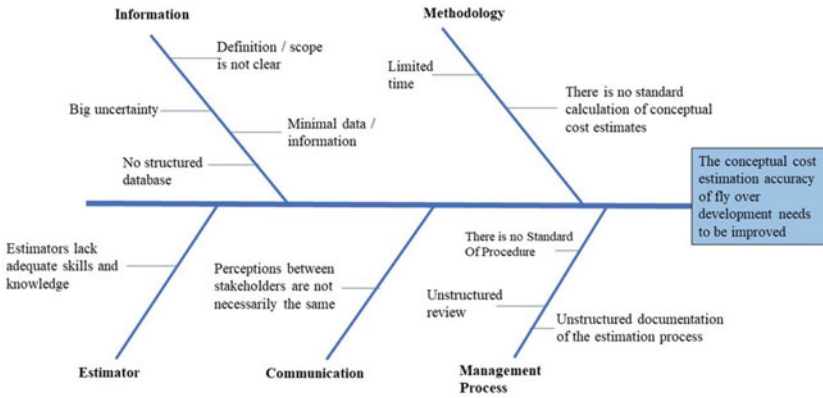 Information
Methodology
Definition / scope
is not clear
Limited
time
Big uncertainty
There is no standard
calculation of conceptual
cost estimates
Minimal data /
information
No structured
database
The conceptual cost
estimation accuracy
of fly over
development needs
to be improved
Estimators lack
adequate skills and
knowledge
Perceptions between
stakeholders are not
necessarily the same
There is no Standard
Of Procedure
Unstructured
review
Unstructured documentation
of the estimation process
Estimator
Communication
Management
Process